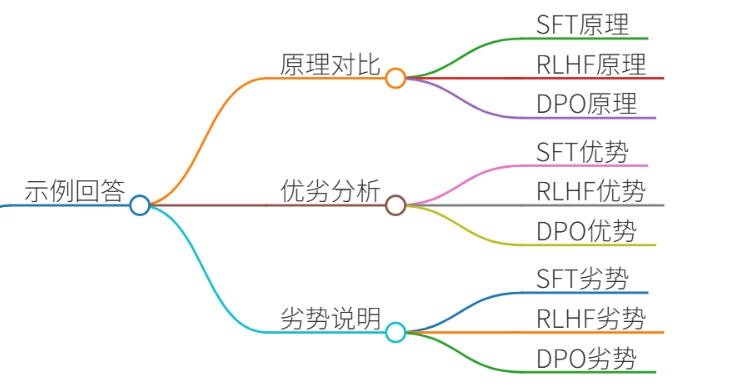 示例回答
原理对比
SFT原理
RLHF原理
DPO原理
优劣分析
SFT优势
RLHF优势
DPO优势
劣势说明
SFT劣势
RLHF劣势
DPO劣势